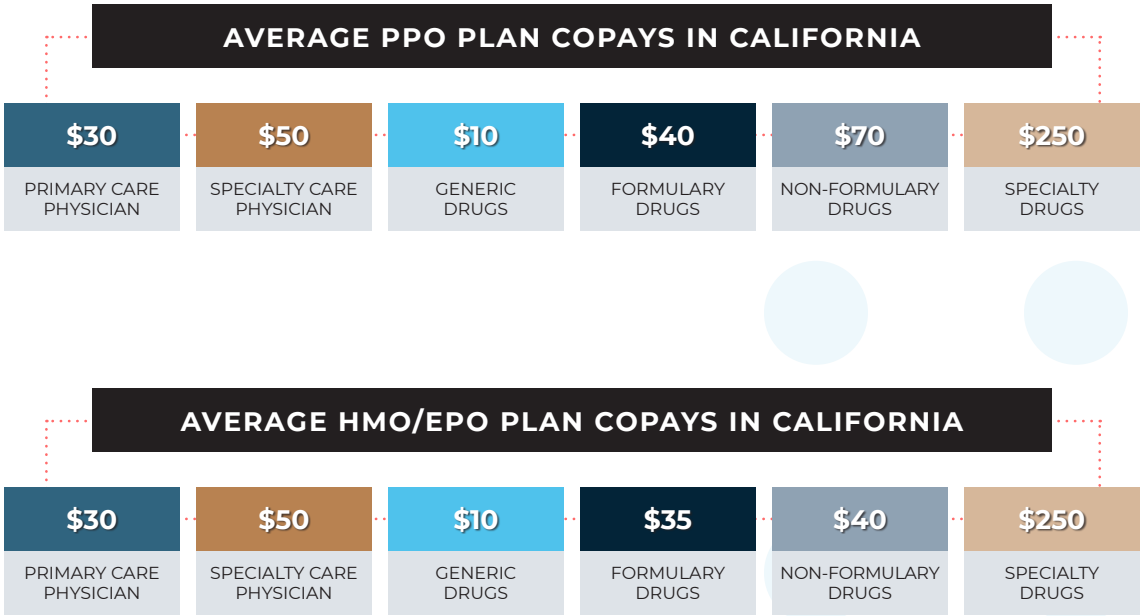 AVERAGE PPO PLAN COPAYS IN CALIFORNIA
$30
PRIMARY CARE
PHYSICIAN
$50
SPECIALTY CARE
PHYSICIAN
$10
GENERIC
DRUGS
$40
FORMULARY
DRUGS
$70
NON-FORMULARY
DRUGS
$250
SPECIALTY
DRUGS
AVERAGE HMO/EPO PLAN COPAYS IN CALIFORNIA
$30
PRIMARY CARE
PHYSICIAN
$50
SPECIALTY CARE
PHYSICIAN
$10
GENERIC
DRUGS
$35
FORMULARY
DRUGS
$40
NON-FORMULARY
DRUGS
$250
SPECIALTY
DRUGS